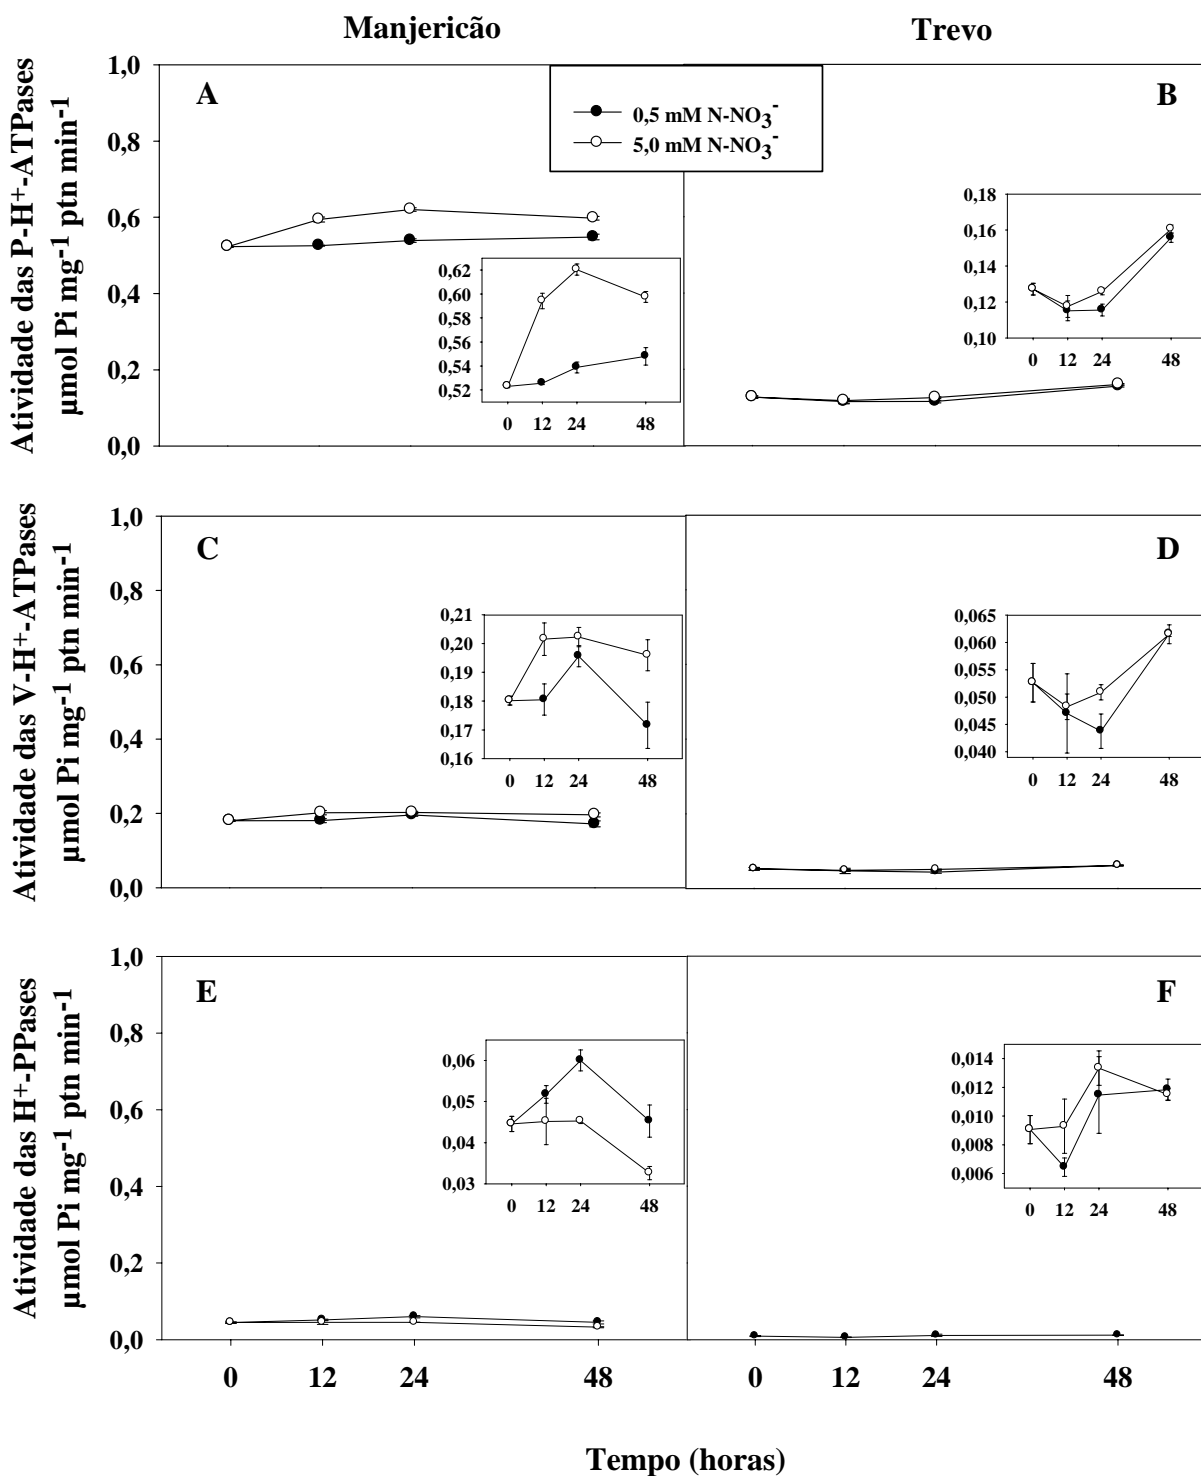 Manjericão
Trevo
Atividade das P-H⁺-ATPases
µmol Pi mg⁻¹ ptn min⁻¹
1,0
0,8
0,6
0,4
0,2
0,0
A
0,5 mM N-NO₃⁻
5,0 mM N-NO₃⁻
B
0,62
0,60
0,58
0,56
0,54
0,52
0 12 24 48
0,18
0,16
0,14
0,12
0,10
0 12 24 48
Atividade das V-H⁺-ATPases
µmol Pi mg⁻¹ ptn min⁻¹
1,0
0,8
0,6
0,4
0,2
0,0
C
0,21
0,20
0,19
0,18
0,17
0,16
0 12 24 48
D
0,065
0,060
0,055
0,050
0,045
0,040
0 12 24 48
Atividade das H⁺-PPases
µmol Pi mg⁻¹ ptn min⁻¹
1,0
0,8
0,6
0,4
0,2
0,0
E
0,06
0,05
0,04
0,03
0 12 24 48
F
0,014
0,012
0,010
0,008
0,006
0 12 24 48
0 12 24 48 0 12 24 48
Tempo (horas)